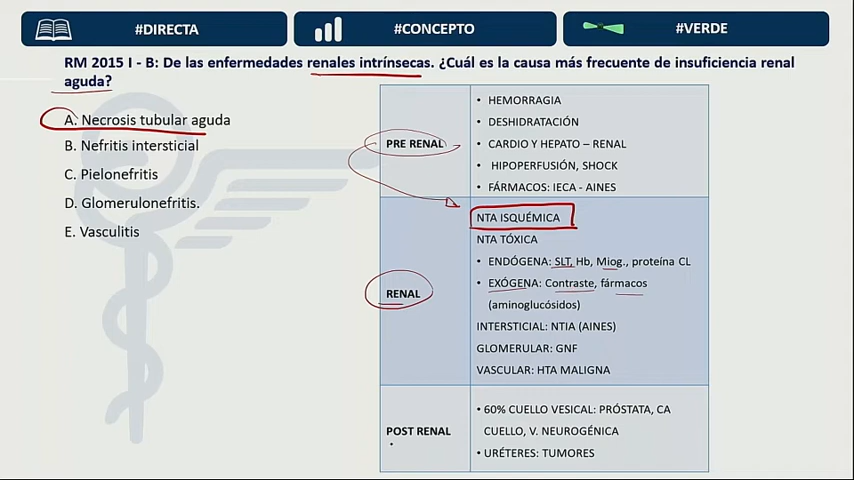 #DIRECTA
#CONCEPTO
#VERDE
RM 2015 I - B: De las enfermedades renales intrínsecas. ¿Cuál es la causa más frecuente de insuficiencia renal
aguda?
A. Necrosis tubular aguda
B. Nefritis intersticial
C. Pielonefritis
D. Glomerulonefritis.
E. Vasculitis
PRE RENAL
• HEMORRAGIA
• DESHIDRATACIÓN
• CARDIO Y HEPATO – RENAL
• HIPOPERFUSIÓN, SHOCK
• FÁRMACOS: IECA - AINES
RENAL
NTA ISQUÉMICA
NTA TÓXICA
• ENDÓGENA: SLT, Hb, Miog., proteína CL
• EXÓGENA: Contraste, fármacos
(aminoglucósidos)
INTERSTICIAL: NTIA (AINES)
GLOMERULAR: GNF
VASCULAR: HTA MALIGNA
POST RENAL
• 60% CUELLO VESICAL: PRÓSTATA, CA
CUELLO, V. NEUROGÉNICA
• URÉTERES: TUMORES